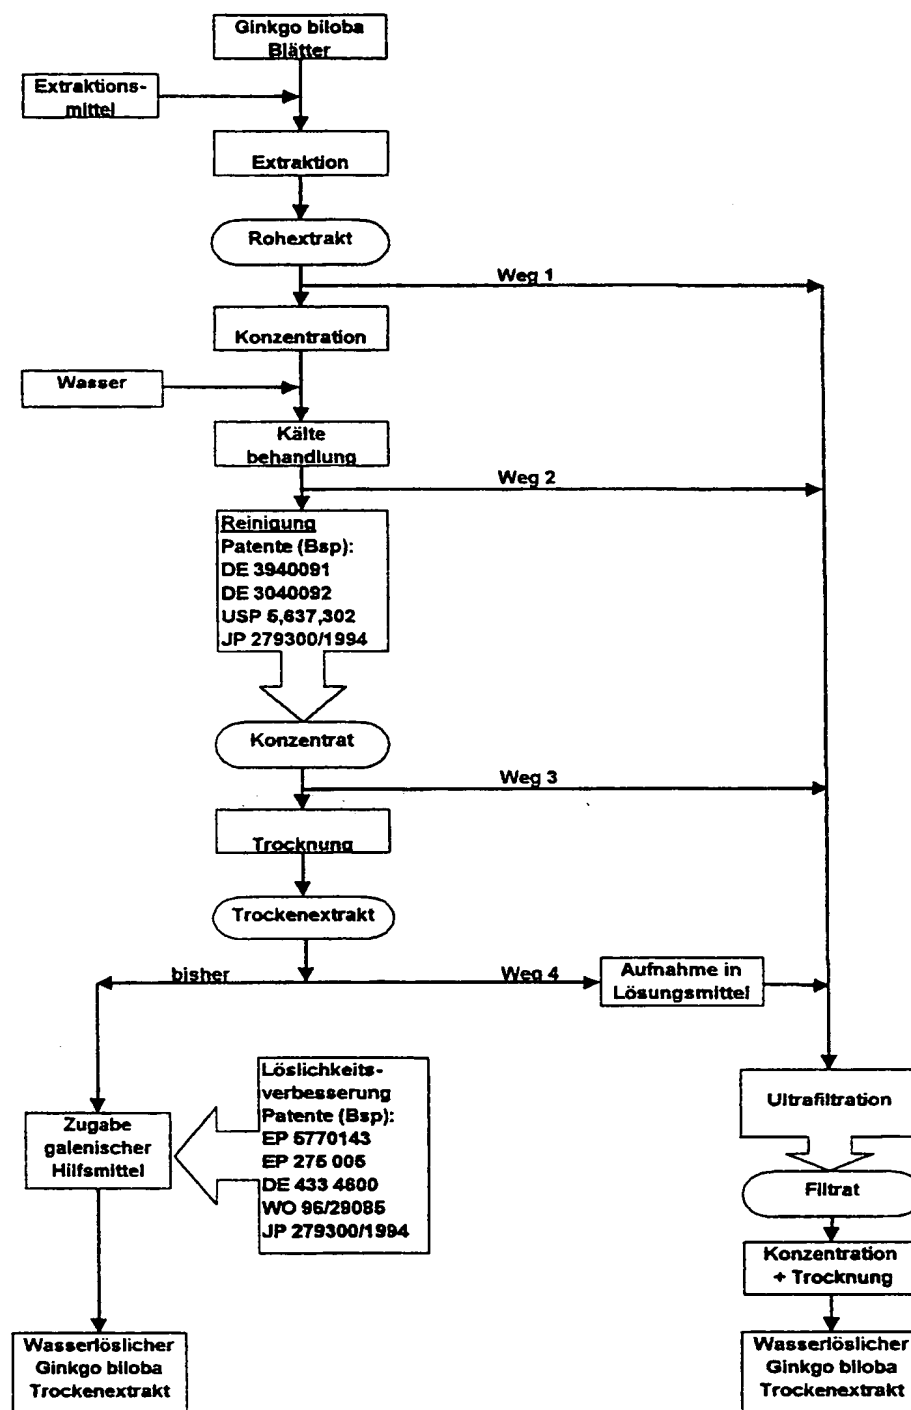 Ginkgo biloba
Blätter
Extraktions-
mittel
Extraktion
Rohextrakt
Weg 1
Konzentration
Wasser
Kälte
behandlung
Weg 2
Reinigung
Patente (Bsp):
DE 3940091
DE 3040092
USP 5,637,302
JP 279300/1994
Konzentrat
Weg 3
Trocknung
Trockenextrakt
bisher
Weg 4
Aufnahme in
Lösungsmittel
Löslichkeits-
verbesserung
Patente (Bsp):
EP 5770143
EP 275 005
DE 433 4600
WO 96/29085
JP 279300/1994
Zugabe
galenischer
Hilfsmittel
Ultrafiltration
Filtrat
Konzentration
+ Trocknung
Wasserlöslicher
Ginkgo biloba
Trockenextrakt
Wasserlöslicher
Ginkgo biloba
Trockenextrakt